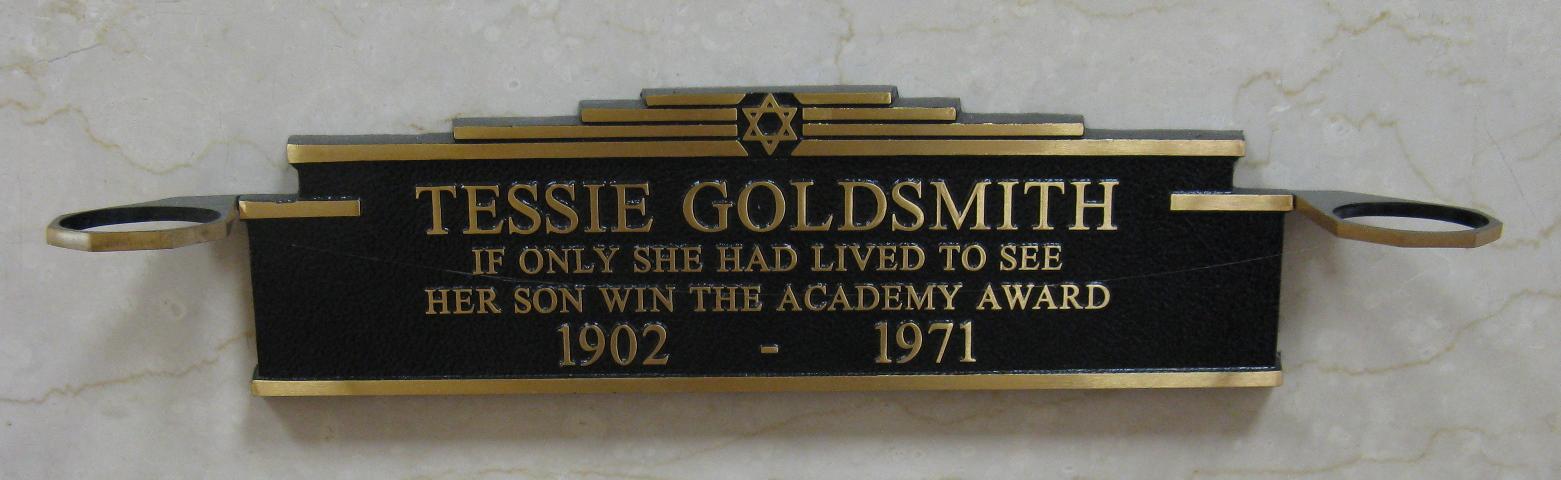 TESSIE GOLDSMITH
IF ONLY SHE HAD LIVED TO SEE
HER SON WIN THE ACADEMY AWARD
1902 - 1971